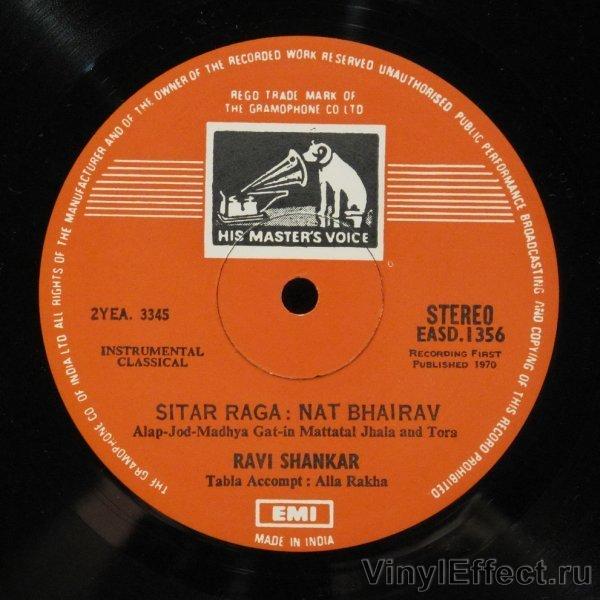 THE GRAMOPHONE CO OF INDIA LTD ALL RIGHTS OF THE MANUFACTURER AND OF THE OWNER OF THE RECORDED WORK RESERVED UNAUTHORISED PUBLIC PERFORMANCE BROADCASTING AND COPYING OF THIS RECORD PROHIBITED
REGD TRADE MARK OF
THE GRAMOPHONE CO LTD
HIS MASTER'S VOICE
2YEA. 3345
STEREO
EASD.1356
INSTRUMENTAL
CLASSICAL
RECORDING FIRST
PUBLISHED 1970
SITAR RAGA : NAT BHAIRAV
Alap-Jod-Madhya Gat-in Mattatal Jhala and Tora
RAVI SHANKAR
Tabla Accompt : Alla Rakha
EMI
MADE IN INDIA
VinylEffect.ru